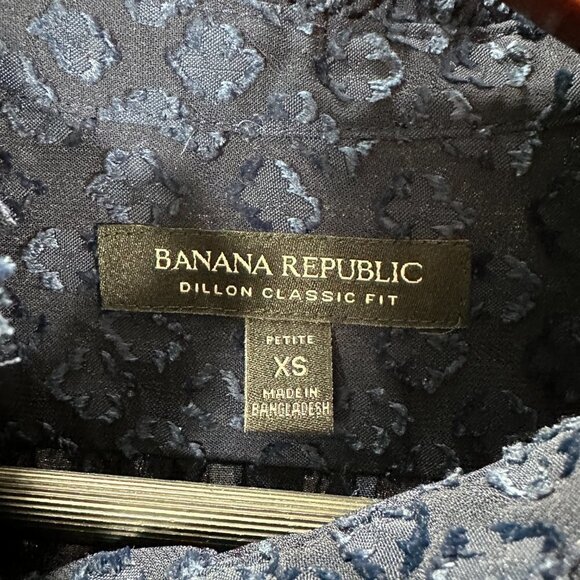 BANANA REPUBLIC
DILLON CLASSIC FIT
PETITE
XS
MADE IN
BANGLADESH